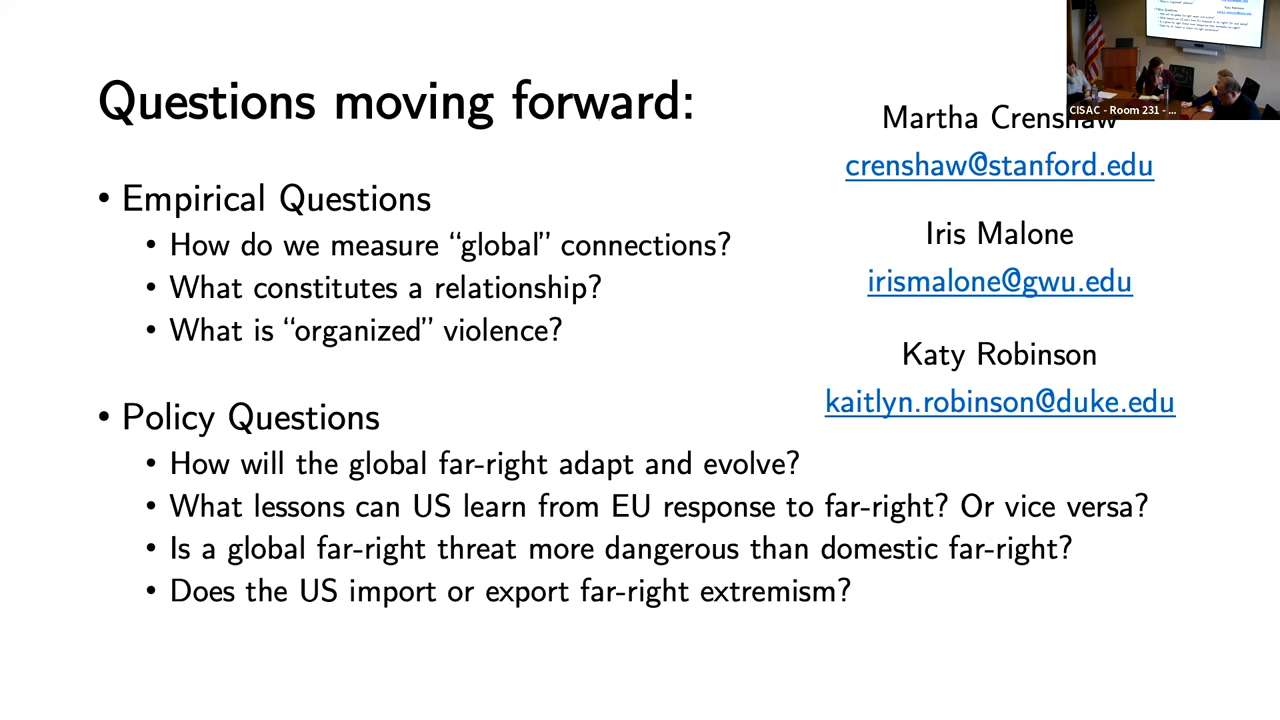 Questions moving forward:
• Empirical Questions
• How do we measure “global” connections?
• What constitutes a relationship?
• What is “organized” violence?
• Policy Questions
• How will the global far-right adapt and evolve?
• What lessons can US learn from EU response to far-right? Or vice versa?
• Is a global far-right threat more dangerous than domestic far-right?
• Does the US import or export far-right extremism?
Martha Crenshaw
crenshaw@stanford.edu
Iris Malone
irismalone@gwu.edu
Katy Robinson
kaitlyn.robinson@duke.edu
CISAC - Room 231 - ...